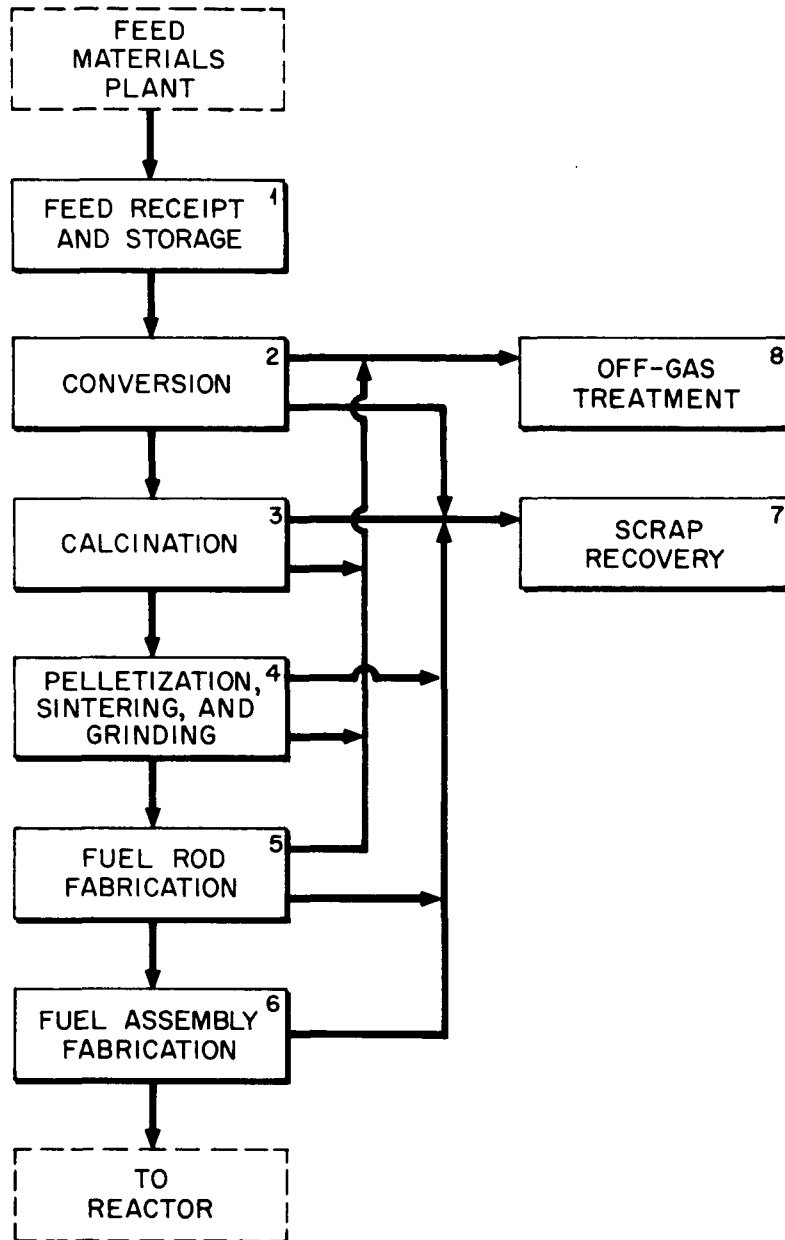 FEED
MATERIALS
PLANT
1
FEED RECEIPT
AND STORAGE
2
CONVERSION
8
OFF-GAS
TREATMENT
3
CALCINATION
7
SCRAP
RECOVERY
4
PELLETIZATION,
SINTERING, AND
GRINDING
5
FUEL ROD
FABRICATION
6
FUEL ASSEMBLY
FABRICATION
TO
REACTOR